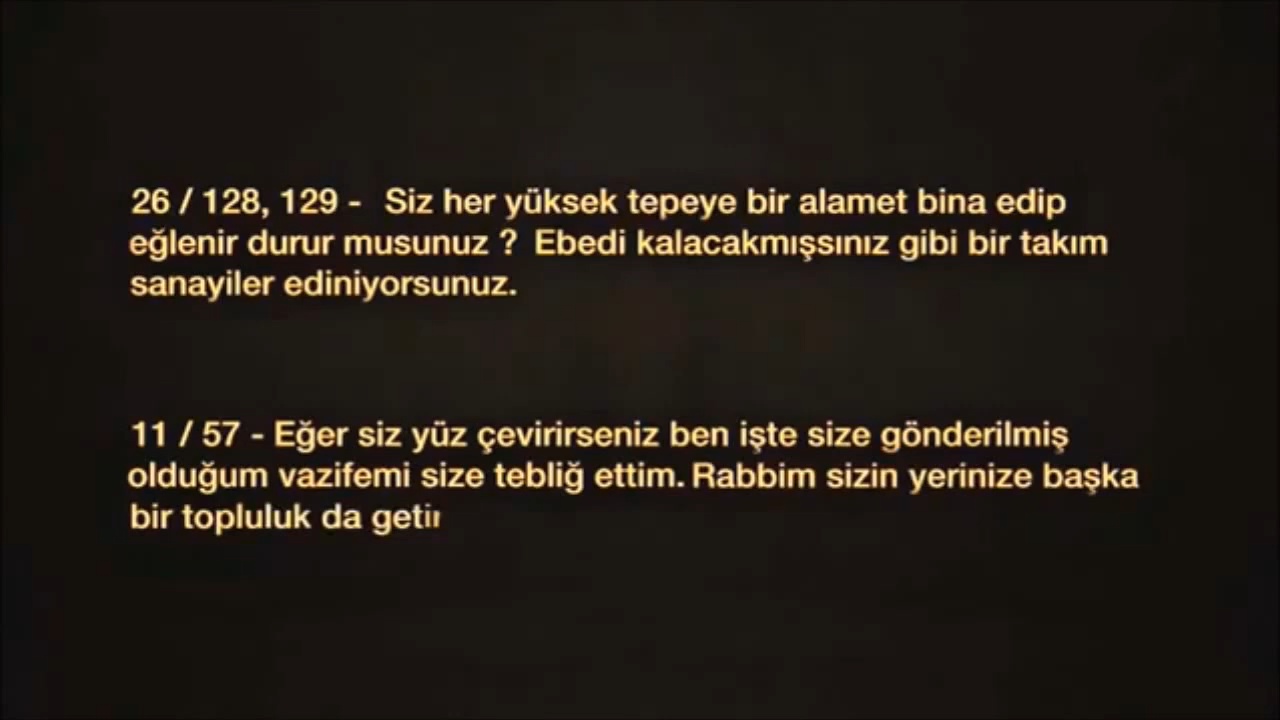 26 / 128, 129 - Siz her yüksek tepeye bir alamet bina edip
eğlenir durur musunuz ? Ebedi kalacakmışsınız gibi bir takım
sanayiler ediniyorsunuz.
11 / 57 - Eğer siz yüz çevirirseniz ben işte size gönderilmiş
olduğum vazifemi size tebliğ ettim. Rabbim sizin yerinize başka
bir topluluk da getir